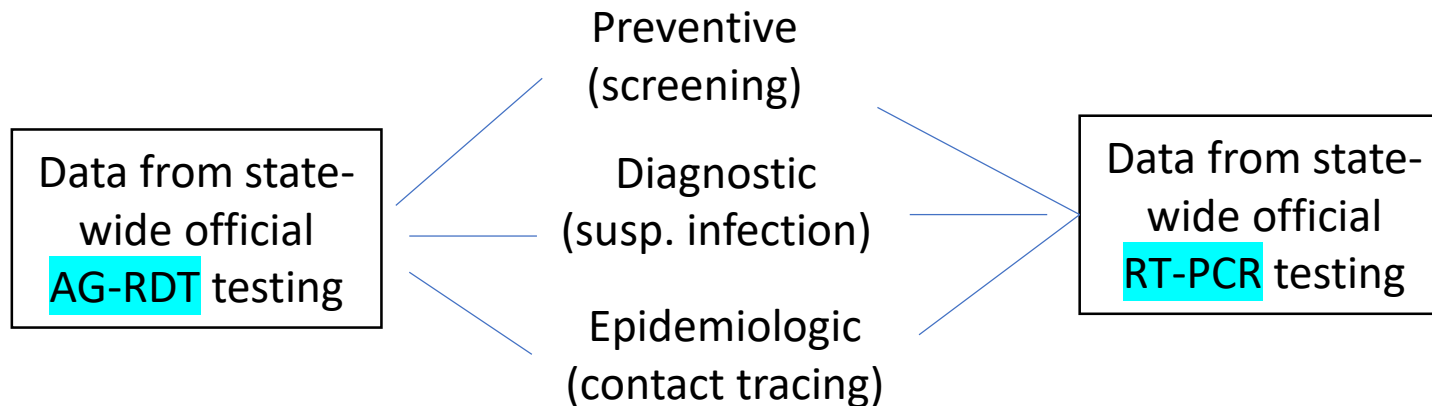 Preventive
(screening)
Data from state-
wide official
AG-RDT testing
Diagnostic
(susp. infection)
Epidemiologic
(contact tracing)
Data from state-
wide official
RT-PCR testing